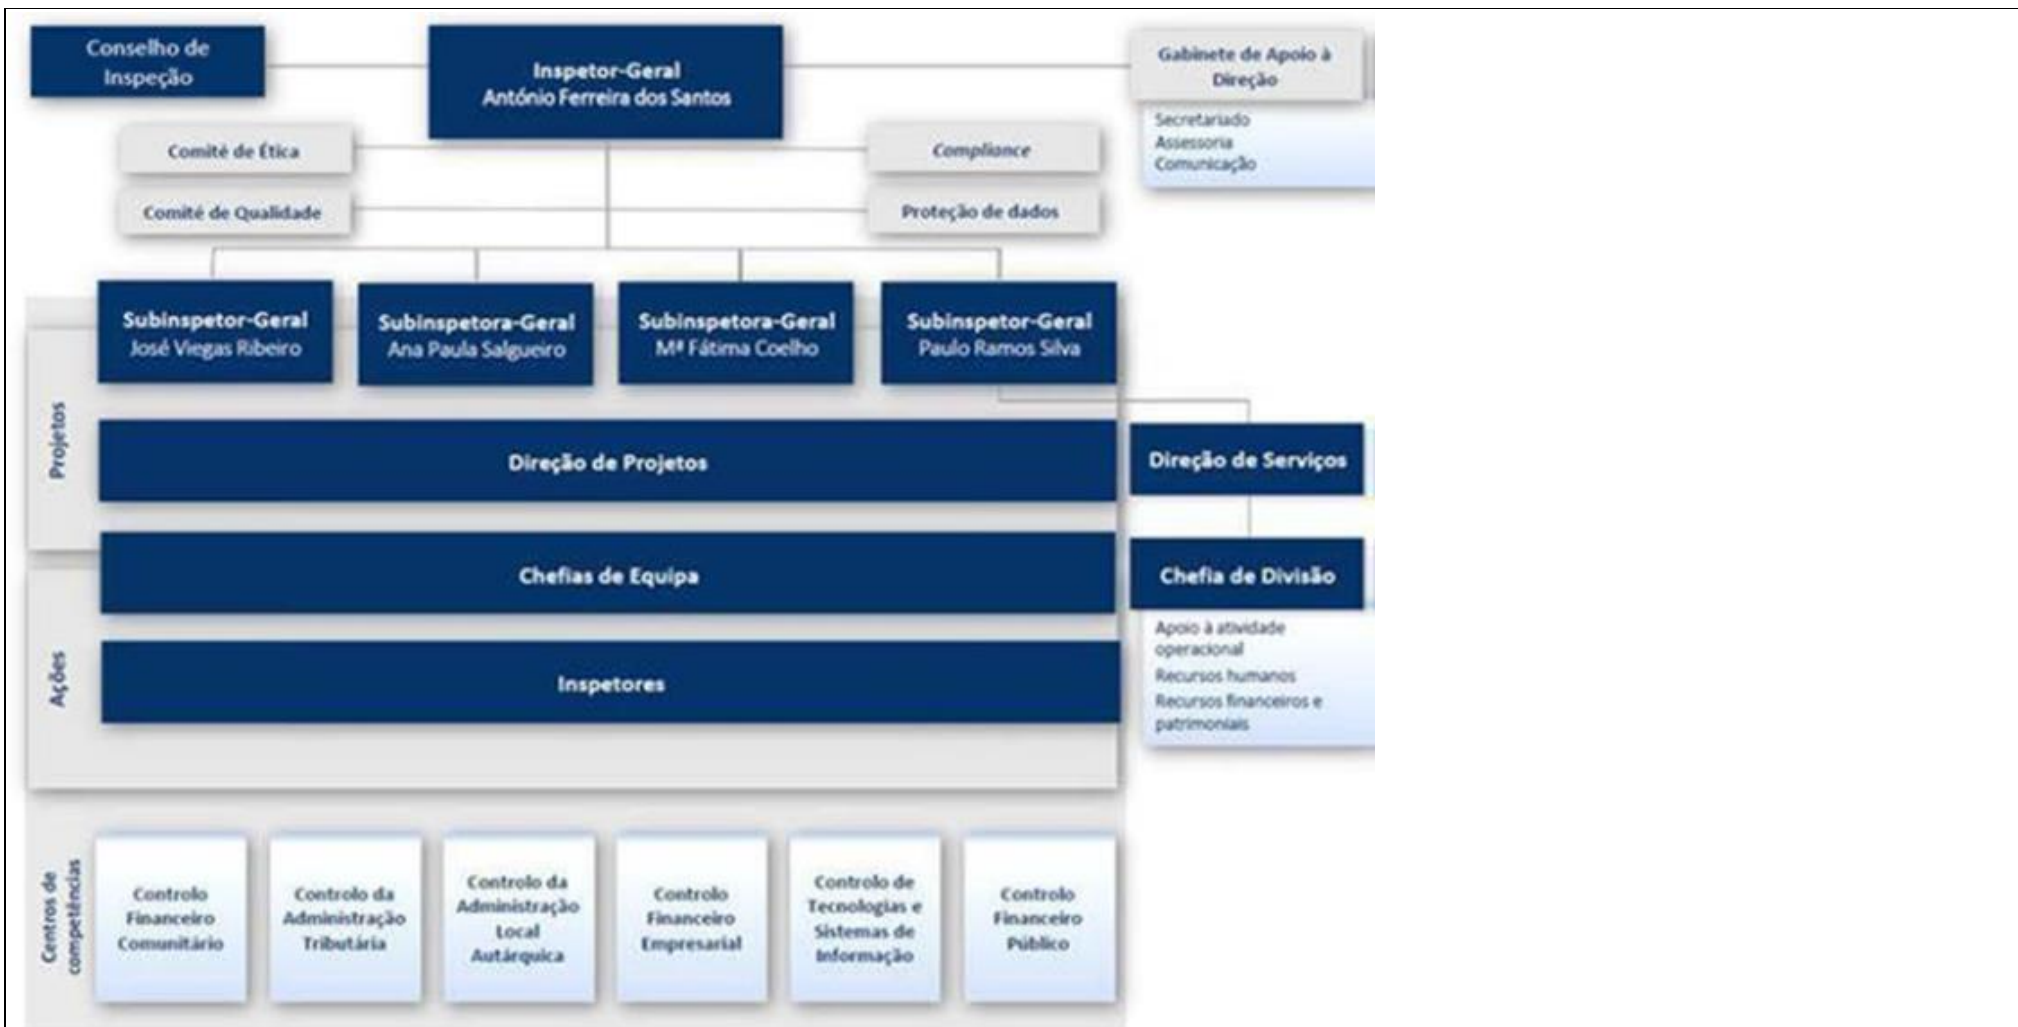 Conselho de
Inspeção
Inspetor-Geral
António Ferreira dos Santos
Gabinete de Apoio à
Direção
Secretariado
Assessoria
Comunicação
Comité de Ética
Compliance
Comité de Qualidade
Proteção de dados
Subinspetor-Geral
José Viegas Ribeiro
Subinspetora-Geral
Ana Paula Salgueiro
Subinspetora-Geral
Mª Fátima Coelho
Subinspetor-Geral
Paulo Ramos Silva
Projetos
Direção de Projetos
Direção de Serviços
Chefias de Equipa
Chefia de Divisão
Apoio à atividade
operacional
Recursos humanos
Recursos financeiros e
patrimoniais
Ações
Inspetores
Centros de
competências
Controlo
Financeiro
Comunitário
Controlo da
Administração
Tributária
Controlo da
Administração
Local
Autárquica
Controlo
Financeiro
Empresarial
Controlo de
Tecnologias e
Sistemas de
Informação
Controlo
Financeiro
Público